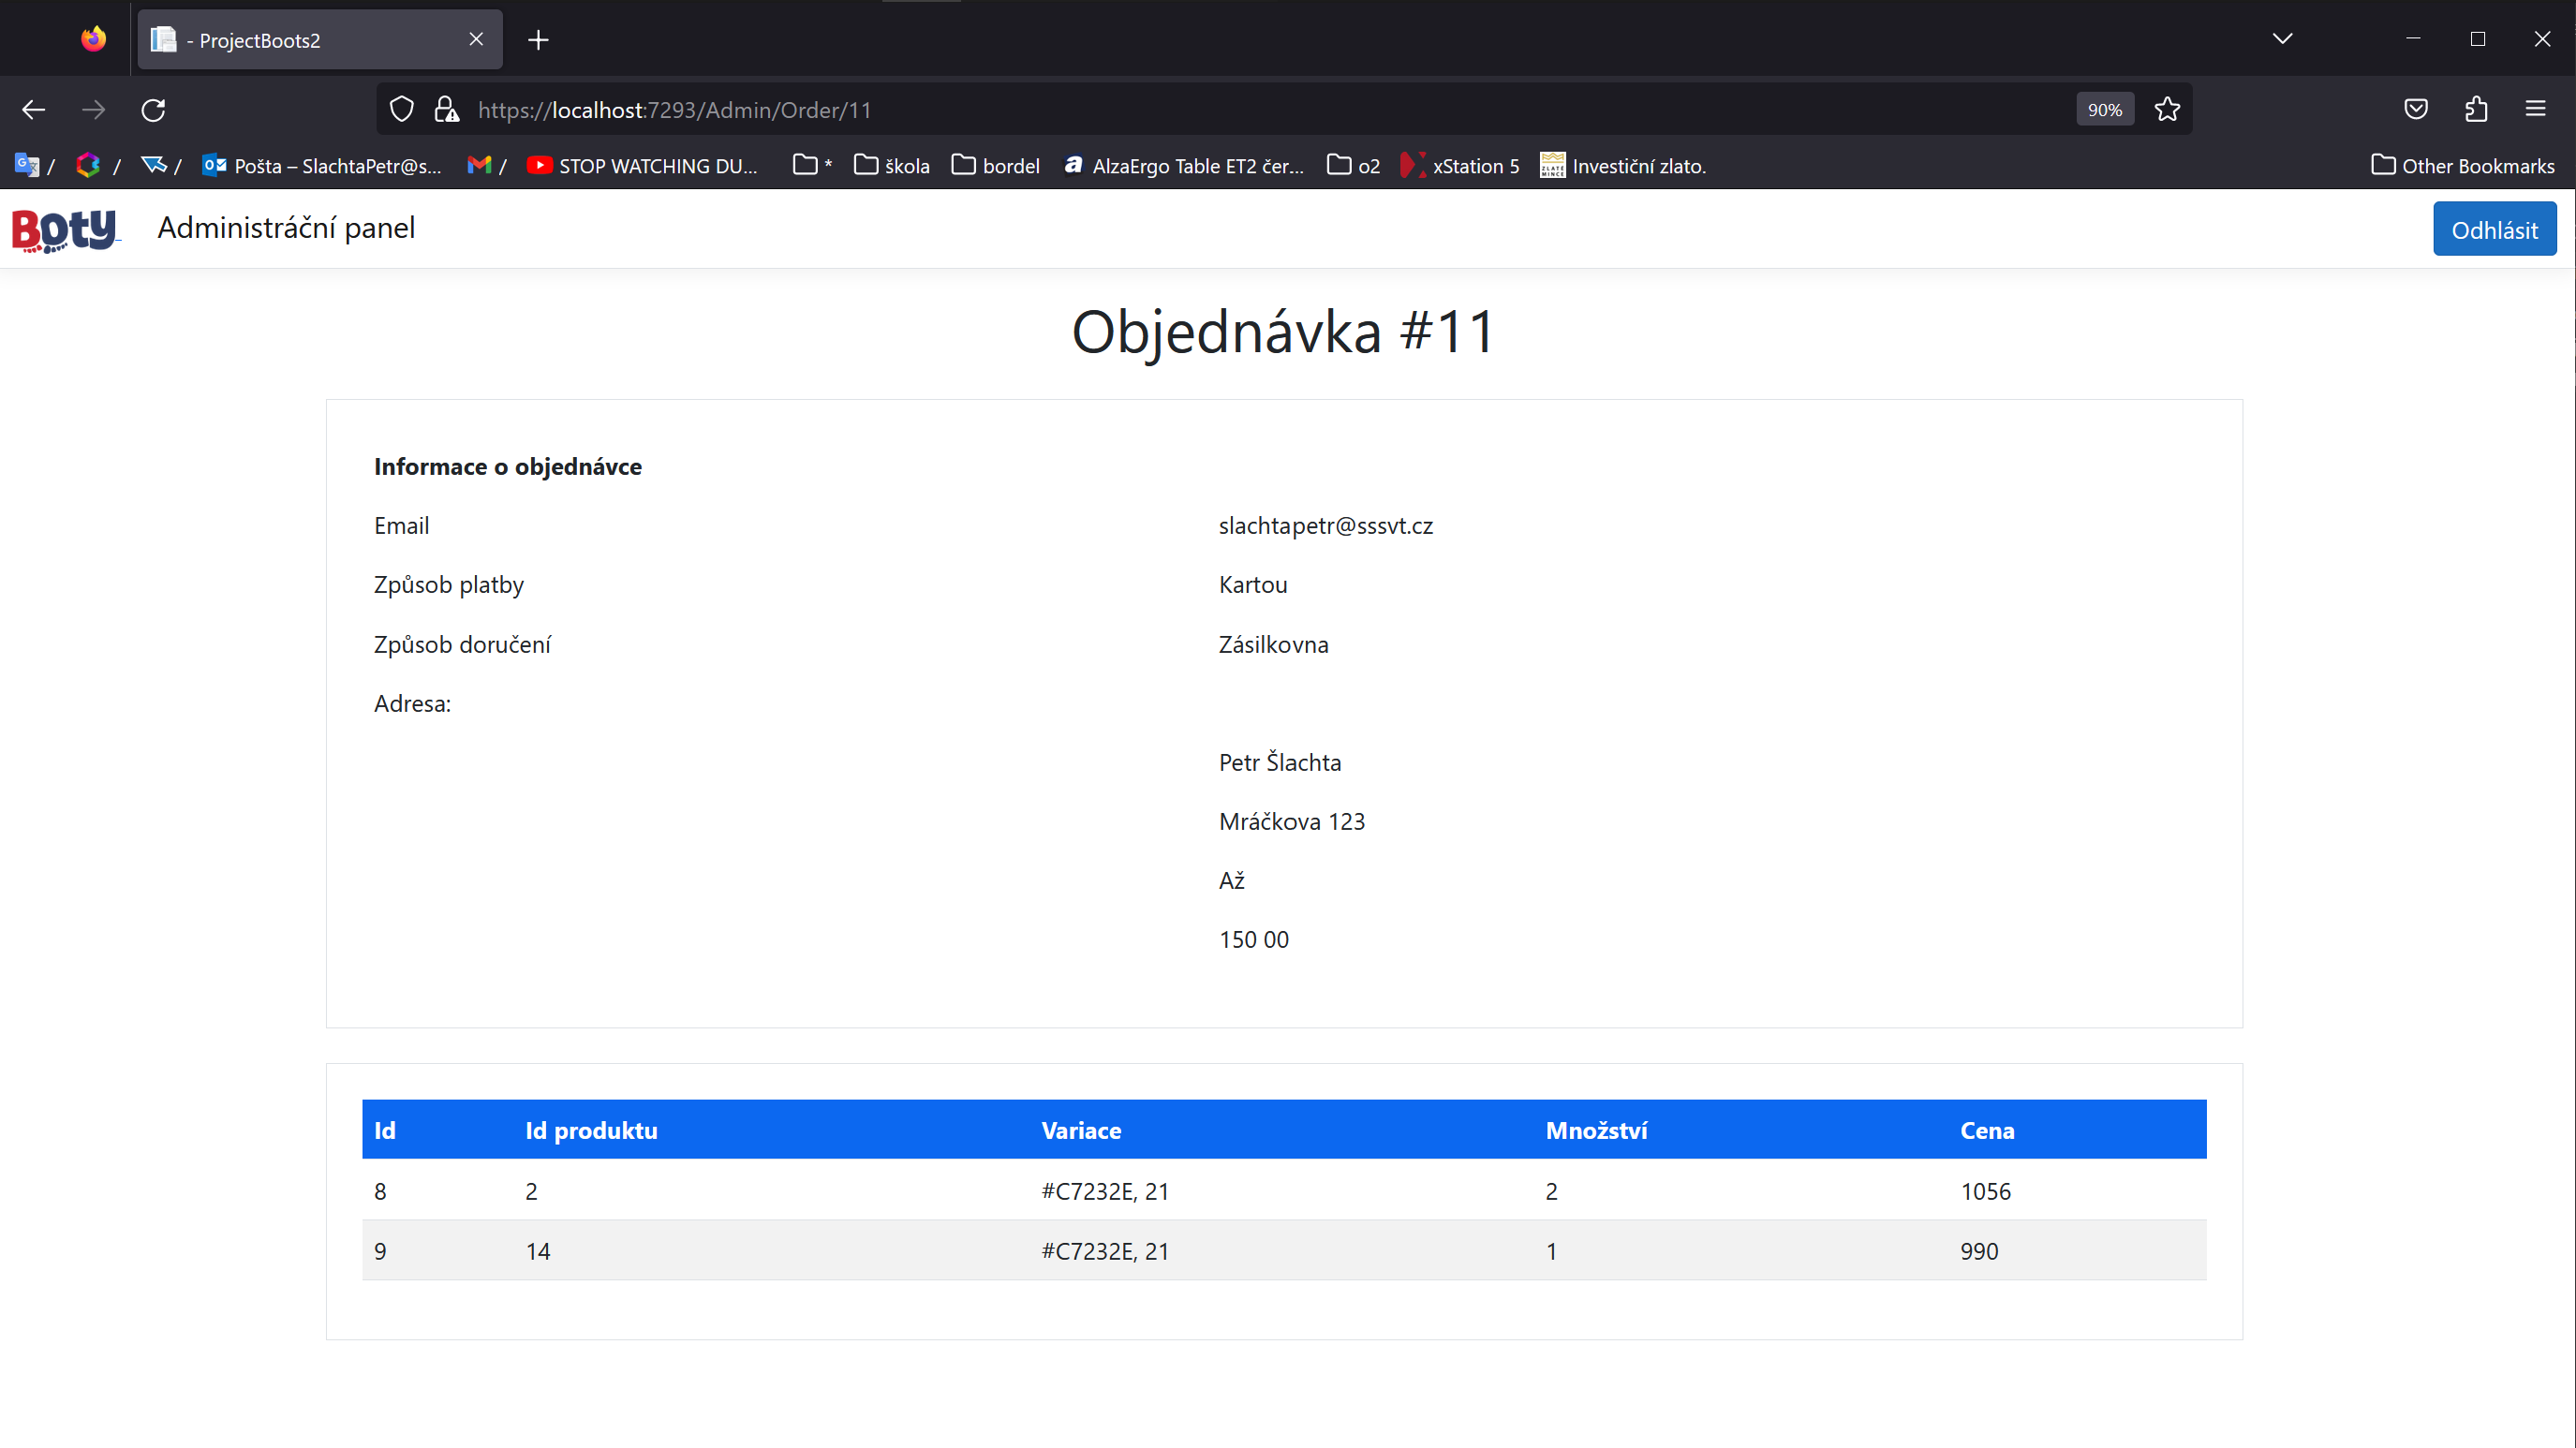 - ProjectBoots2
https://localhost:7293/Admin/Order/11
90%
/
/
/
Pošta – SlachtaPetr@s...
/
STOP WATCHING DU...
*
škola
bordel
AlzaErgo Table ET2 čer...
o2
xStation 5
Investiční zlato.
Other Bookmarks
Boty
Administráční panel
Odhlásit
Objednávka #11
Informace o objednávce
Email slachtapetr@sssvt.cz
Způsob platby Kartou
Způsob doručení Zásilkovna
Adresa:
Petr Šlachta
Mráčkova 123
Až
150 00
Id Id produktu Variace Množství Cena
8 2 #C7232E, 21 2 1056
9 14 #C7232E, 21 1 990